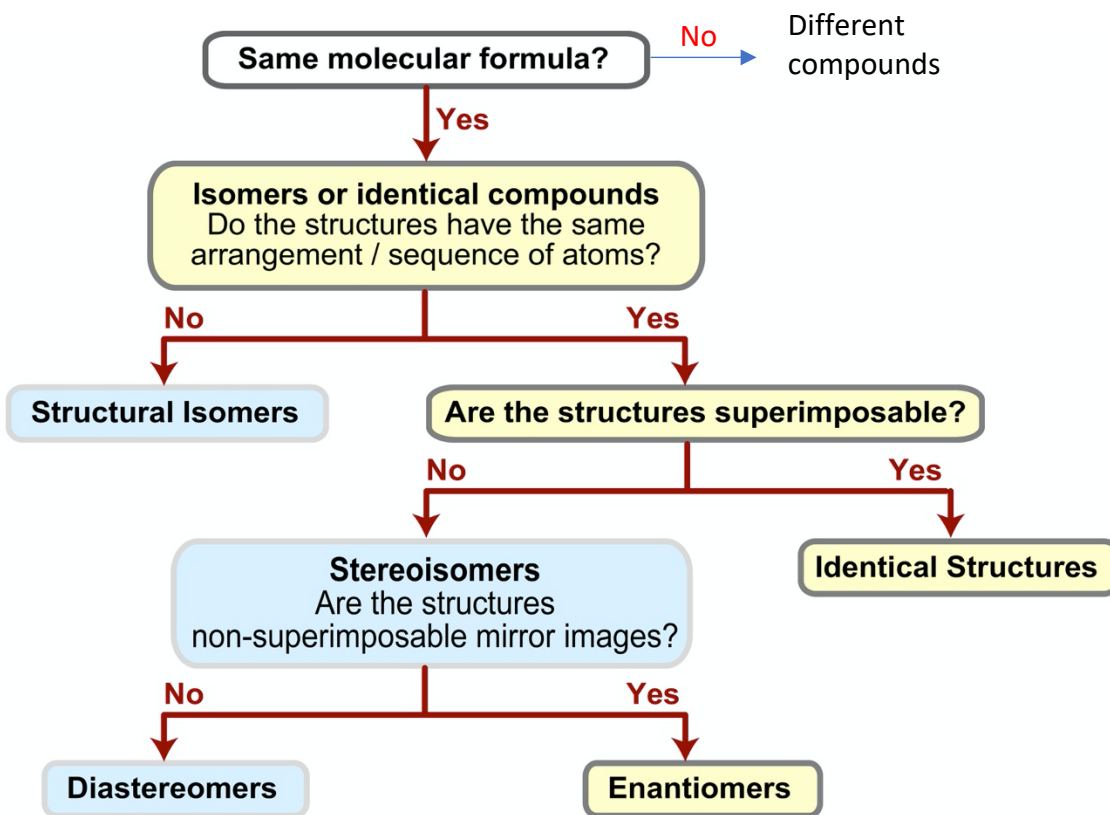 Same molecular formula?
No
Different
compounds
Yes
Isomers or identical compounds
Do the structures have the same
arrangement / sequence of atoms?
No
Yes
Structural Isomers
Are the structures superimposable?
No
Yes
Stereoisomers
Are the structures
non-superimposable mirror images?
Identical Structures
No
Yes
Diastereomers
Enantiomers